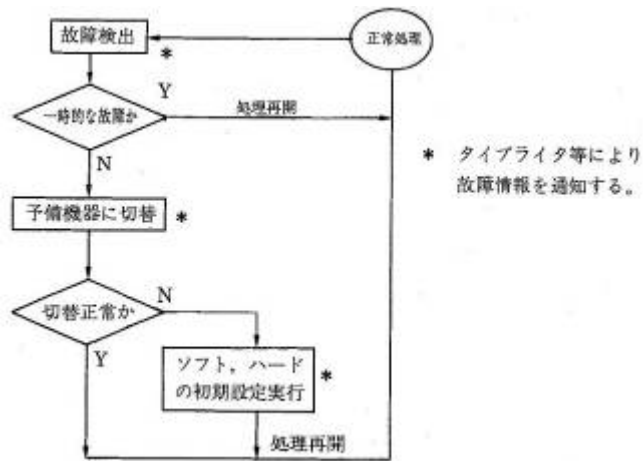 故障検出
*
正常処理
一時的な故障か
Y
処理再開
N
* タイプライタ等により
故障情報を通知する。
予備機器に切替
*
切替正常か
N
Y
ソフト,ハード
の初期設定実行
*
処理再開